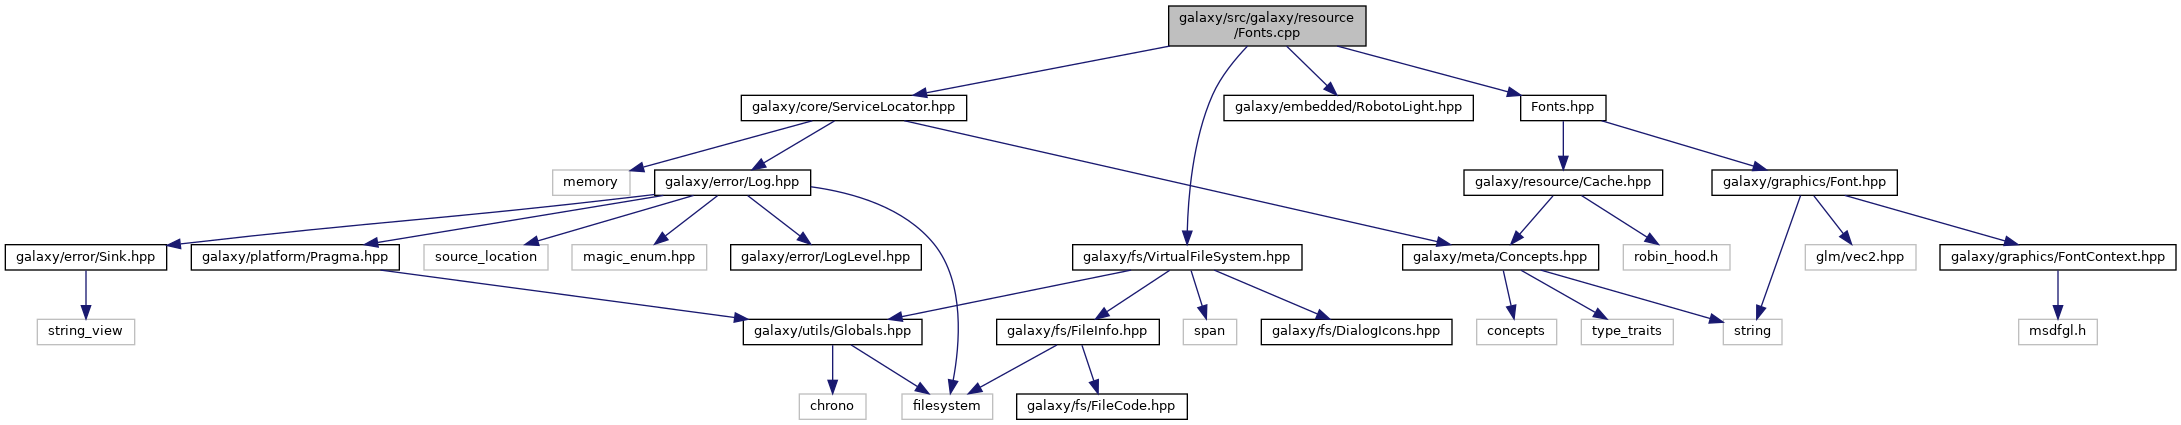 galaxy/src/galaxy/resource
/Fonts.cpp
galaxy/core/ServiceLocator.hpp
galaxy/embedded/RobotoLight.hpp
Fonts.hpp
memory
galaxy/error/Log.hpp
galaxy/resource/Cache.hpp
galaxy/graphics/Font.hpp
galaxy/error/Sink.hpp
galaxy/platform/Pragma.hpp
source_location
magic_enum.hpp
galaxy/error/LogLevel.hpp
galaxy/fs/VirtualFileSystem.hpp
galaxy/meta/Concepts.hpp
robin_hood.h
glm/vec2.hpp
galaxy/graphics/FontContext.hpp
string_view
galaxy/utils/Globals.hpp
galaxy/fs/FileInfo.hpp
span
galaxy/fs/DialogIcons.hpp
concepts
type_traits
string
msdfgl.h
chrono
filesystem
galaxy/fs/FileCode.hpp